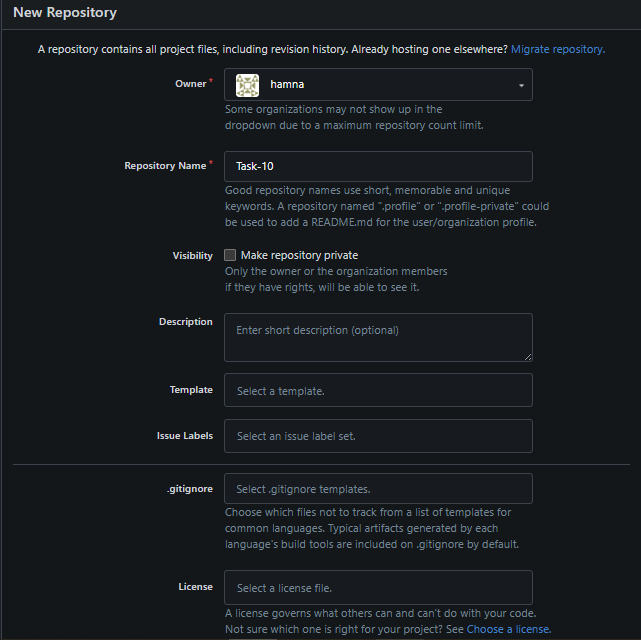 New Repository
A repository contains all project files, including revision history. Already hosting one elsewhere? Migrate repository.
Owner * hamna
Some organizations may not show up in the
dropdown due to a maximum repository count limit.
Repository Name * Task-10
Good repository names use short, memorable and unique
keywords. A repository named ".profile" or ".profile-private" could
be used to add a README.md for the user/organization profile.
Visibility Make repository private
Only the owner or the organization members
if they have rights, will be able to see it.
Description Enter short description (optional)
Template Select a template.
Issue Labels Select an issue label set.
.gitignore Select .gitignore templates.
Choose which files not to track from a list of templates for
common languages. Typical artifacts generated by each
language's build tools are included on .gitignore by default.
License Select a license file.
A license governs what others can and can't do with your code.
Not sure which one is right for your project? See Choose a license.